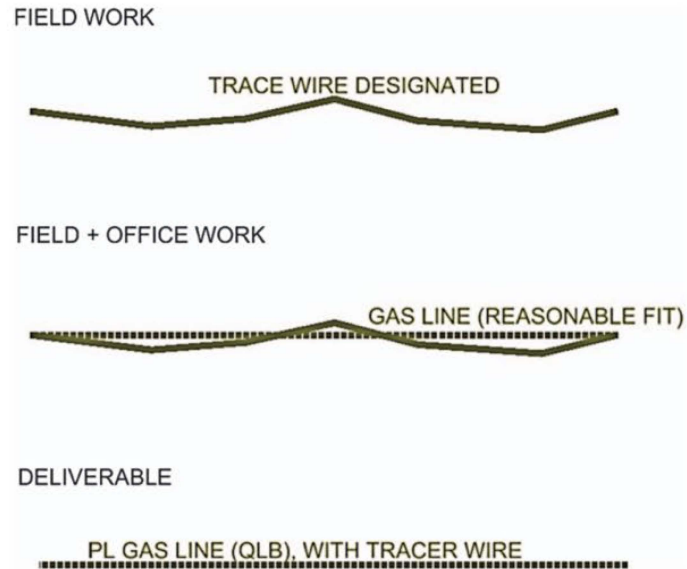 FIELD WORK
TRACE WIRE DESIGNATED
FIELD + OFFICE WORK
GAS LINE (REASONABLE FIT)
DELIVERABLE
PL GAS LINE (QLB), WITH TRACER WIRE